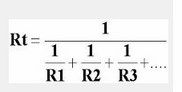 Rt = 1 / (1/R1 + 1/R2 + 1/R3 + ....)